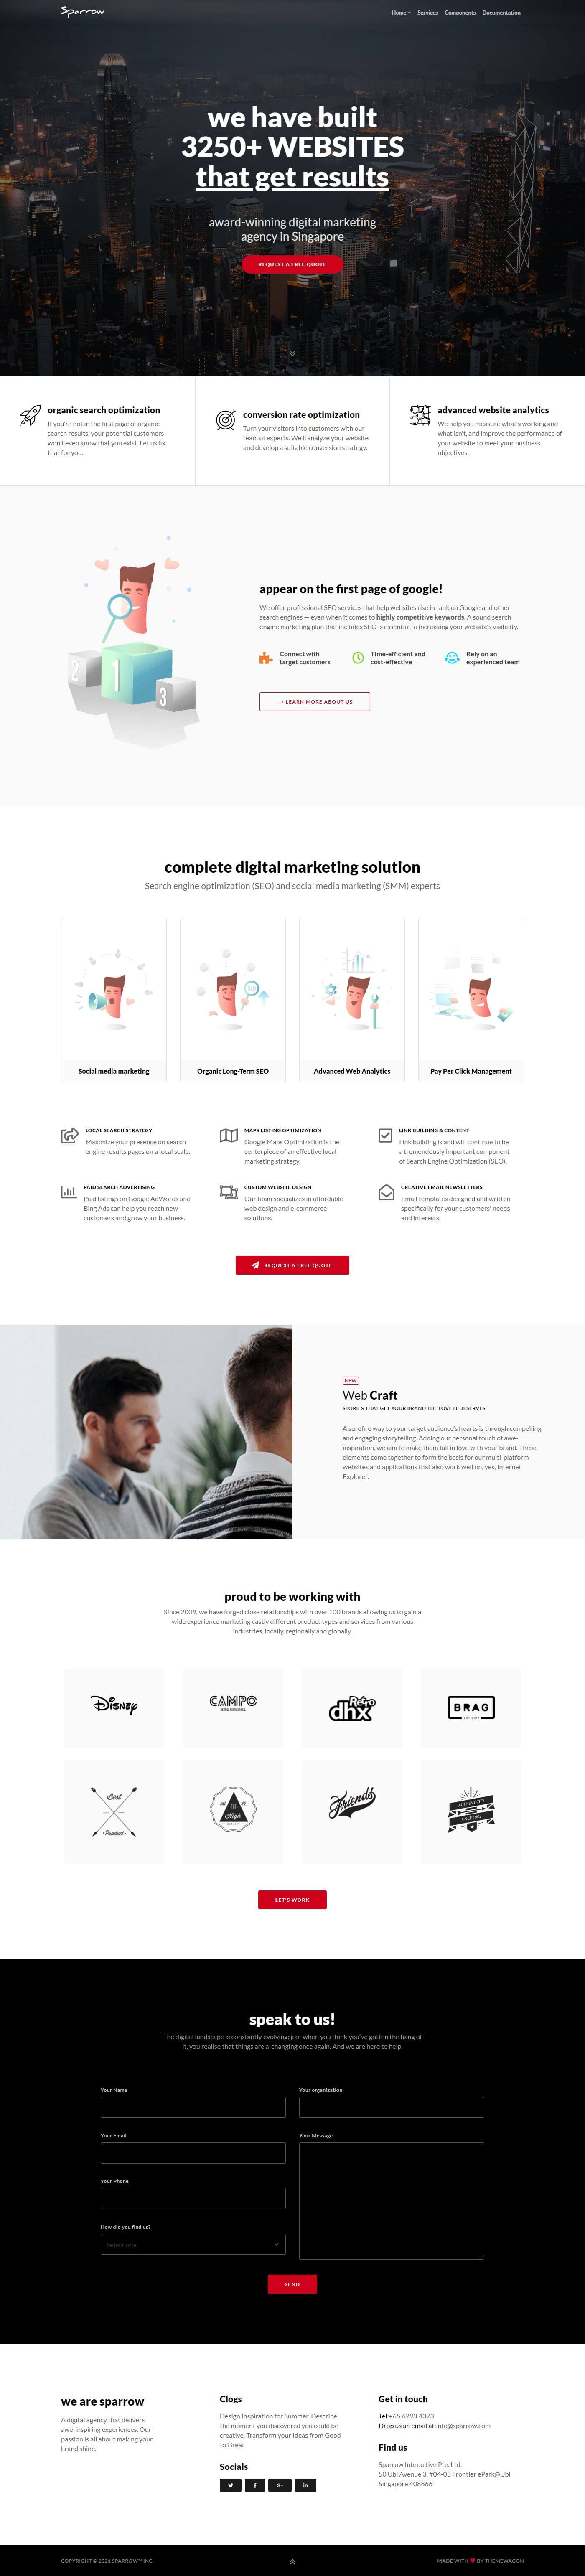 Sparrow
Home
Services
Components
Documentation
we have built
3250+ WEBSITES
that get results
award-winning digital marketing
agency in Singapore
REQUEST A FREE QUOTE
organic search optimization
If you're not in the first page of organic
search results, your potential customers
won't even know that you exist. Let us fix
that for you.
conversion rate optimization
Turn your visitors into customers with our
team of experts. We'll analyze your website
and develop a suitable conversion strategy.
advanced website analytics
We help you measure what's working and
what isn't, and improve the performance of
your website to meet your business
objectives.
2 1 3
appear on the first page of google!
We offer professional SEO services that help websites rise in rank on Google and other
search engines — even when it comes to highly competitive keywords. A sound search
engine marketing plan that includes SEO is essential to increasing your website's visibility.
Connect with
target customers
Time-efficient and
cost-effective
Rely on an
experienced team
⟶ LEARN MORE ABOUT US
complete digital marketing solution
Search engine optimization (SEO) and social media marketing (SMM) experts
Social media marketing
Organic Long-Term SEO
Advanced Web Analytics
Pay Per Click Management
LOCAL SEARCH STRATEGY
Maximize your presence on search
engine results pages on a local scale.
MAPS LISTING OPTIMIZATION
Google Maps Optimization is the
centerpiece of an effective local
marketing strategy.
LINK BUILDING & CONTENT
Link building is and will continue to be
a tremendously important component
of Search Engine Optimization (SEO).
PAID SEARCH ADVERTISING
Paid listings on Google AdWords and
Bing Ads can help you reach new
customers and grow your business.
CUSTOM WEBSITE DESIGN
Our team specializes in affordable
web design and e-commerce
solutions.
CREATIVE EMAIL NEWSLETTERS
Email templates designed and written
specifically for your customers' needs
and interests.
REQUEST A FREE QUOTE
NEW
Web Craft
STORIES THAT GET YOUR BRAND THE LOVE IT DESERVES
A surefire way to your target audience's hearts is through compelling
and engaging storytelling. Adding our personal touch of awe-
inspiration, we aim to make them fall in love with your brand. These
elements come together to form the basis for our multi-platform
websites and applications that also work well on, yes, Internet
Explorer.
proud to be working with
Since 2009, we have forged close relationships with over 100 brands allowing us to gain a
wide experience marketing vastly different product types and services from various
industries, locally, regionally and globally.
Disney
CAMPO
Retro
dhx
BRAG
Best
Product
High
Friends
AUTHENTICITY
SINCE 1992
LET'S WORK
speak to us!
The digital landscape is constantly evolving; just when you think you've gotten the hang of
it, you realise that things are a-changing once again. And we are here to help.
Your Name
Your organization
Your Email
Your Message
Your Phone
How did you find us?
Select one
SEND
we are sparrow
A digital agency that delivers
awe-inspiring experiences. Our
passion is all about making your
brand shine.
Clogs
Design Inspiration for Summer. Describe
the moment you discovered you could be
creative. Transform your Ideas from Good
to Great
Socials
Get in touch
Tel:+65 6293 4373
Drop us an email at:info@sparrow.com
Find us
Sparrow Interactive Pte. Ltd.
50 Ubi Avenue 3, #04-05 Frontier ePark@Ubi
Singapore 408866
COPYRIGHT © 2021 SPARROW™ INC.
MADE WITH ❤ BY THEMEWAGON